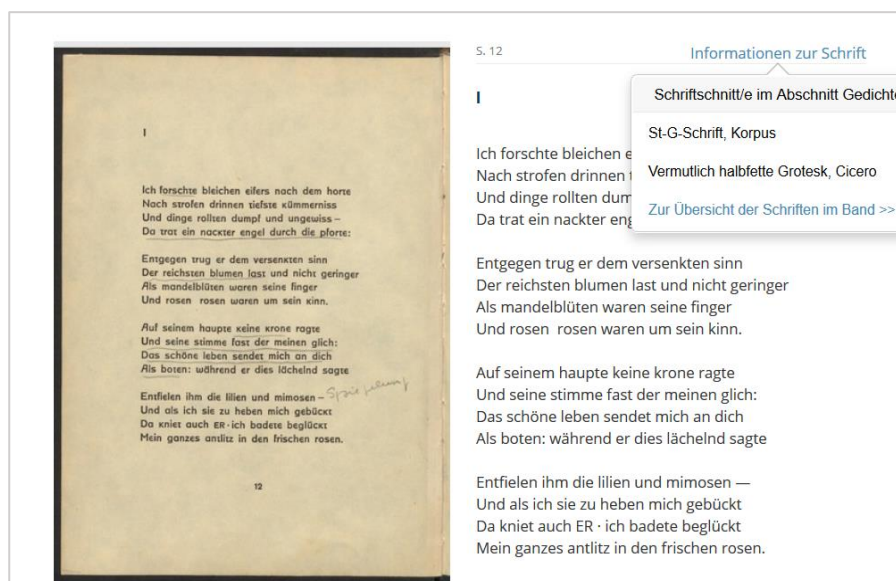 I
Ich forschte bleichen eifers nach dem horte
Nach strofen drinnen tiefste kümmerniss
Und dinge rollten dumpf und ungewiss –
Da trat ein nackter engel durch die pforte:
Entgegen trug er dem versenkten sinn
Der reichsten blumen last und nicht geringer
Als mandelblüten waren seine finger
Und rosen rosen waren um sein kinn.
Auf seinem haupte keine krone ragte
Und seine stimme fast der meinen glich:
Das schöne leben sendet mich an dich
Als boten: während er dies lächelnd sagte
Entfielen ihm die lilien und mimosen –
Spiegelung
Und als ich sie zu heben mich gebückt
Da kniet auch ER · ich badete beglückt
Mein ganzes antlitz in den frischen rosen.
12
S. 12
Informationen zur Schrift
Schriftschnitt/e im Abschnitt Gedichte
St-G-Schrift, Korpus
Vermutlich halbfette Grotesk, Cicero
Zur Übersicht der Schriften im Band >>
I
Ich forschte bleichen
Nach strofen drinnen
Und dinge rollten dum
Da trat ein nackter eng
Entgegen trug er dem versenkten sinn
Der reichsten blumen last und nicht geringer
Als mandelblüten waren seine finger
Und rosen rosen waren um sein kinn.
Auf seinem haupte keine krone ragte
Und seine stimme fast der meinen glich:
Das schöne leben sendet mich an dich
Als boten: während er dies lächelnd sagte
Entfielen ihm die lilien und mimosen —
Und als ich sie zu heben mich gebückt
Da kniet auch ER · ich badete beglückt
Mein ganzes antlitz in den frischen rosen.